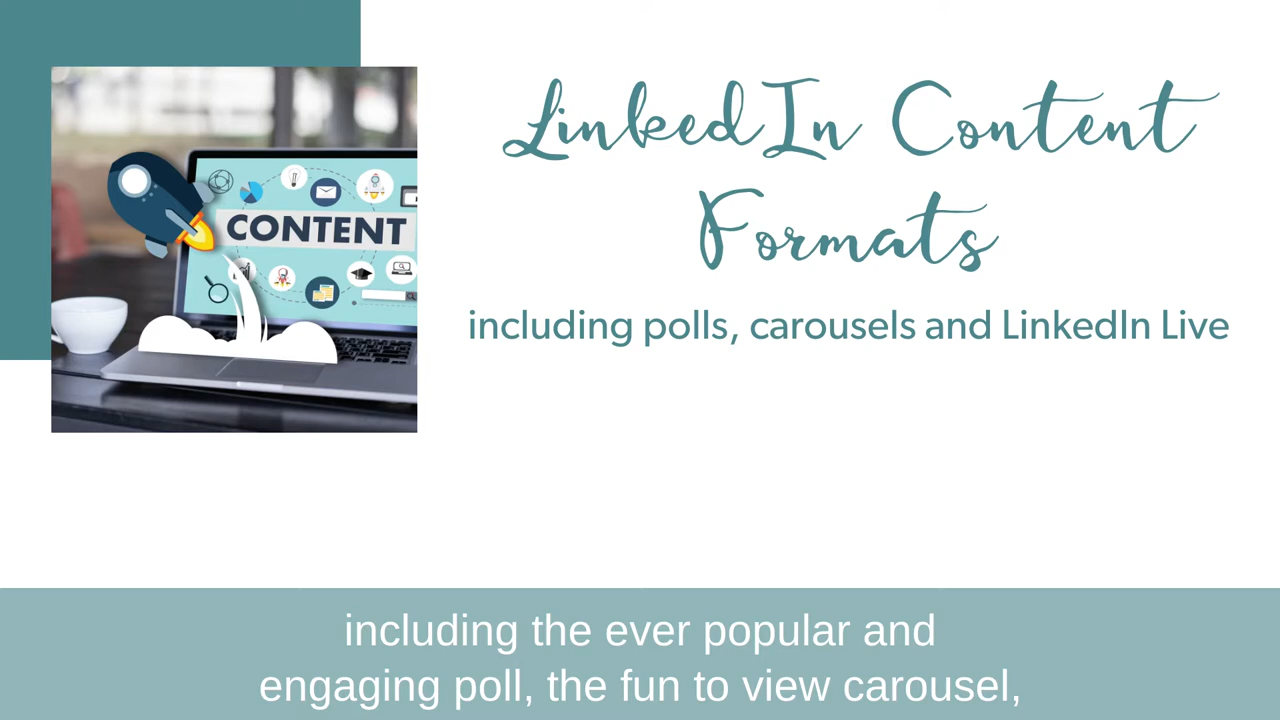 LinkedIn Content
Formats
including polls, carousels and LinkedIn Live
CONTENT
including the ever popular and
engaging poll, the fun to view carousel,